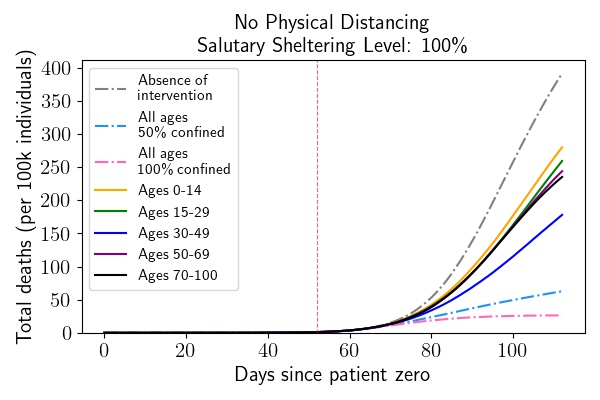 No Physical Distancing
Salutary Sheltering Level: 100%
Total deaths (per 100k individuals)
400
350
300
250
200
150
100
50
0
Absence of
intervention
All ages
50% confined
All ages
100% confined
Ages 0-14
Ages 15-29
Ages 30-49
Ages 50-69
Ages 70-100
0 20 40 60 80 100
Days since patient zero